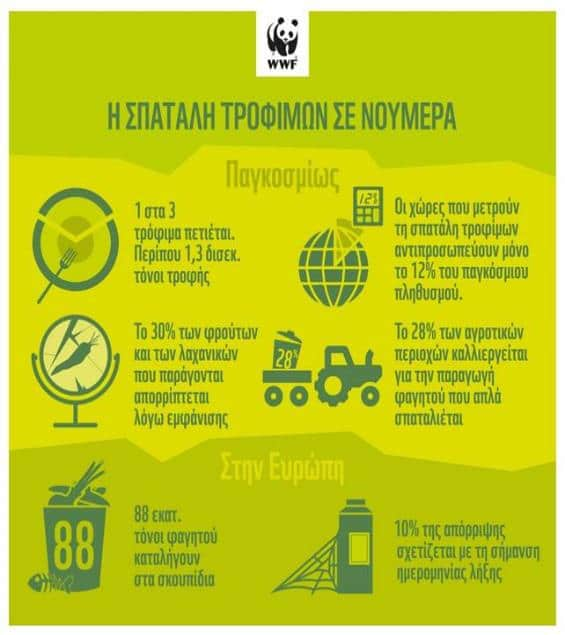 WWF
Η ΣΠΑΤΑΛΗ ΤΡΟΦΙΜΩΝ ΣΕ ΝΟΥΜΕΡΑ
Παγκοσμίως
1 στα 3
τρόφιμα πετιέται.
Περίπου 1,3 δισεκ.
τόνοι τροφής
12%
Οι χώρες που μετρούν
τη σπατάλη τροφίμων
αντιπροσωπεύουν μόνο
το 12% του παγκόσμιου
πληθυσμού.
Το 30% των φρούτων
και των λαχανικών
που παράγονται
απορρίπτεται
λόγω εμφάνισης
28%
Το 28% των αγροτικών
περιοχών καλλιεργείται
για την παραγωγή
φαγητού που απλά
σπαταλιέται
Στην Ευρώπη
88
88 εκατ.
τόνοι φαγητού
καταλήγουν
στα σκουπίδια
10% της απόρριψης
σχετίζεται με τη σήμανση
ημερομηνίας λήξης